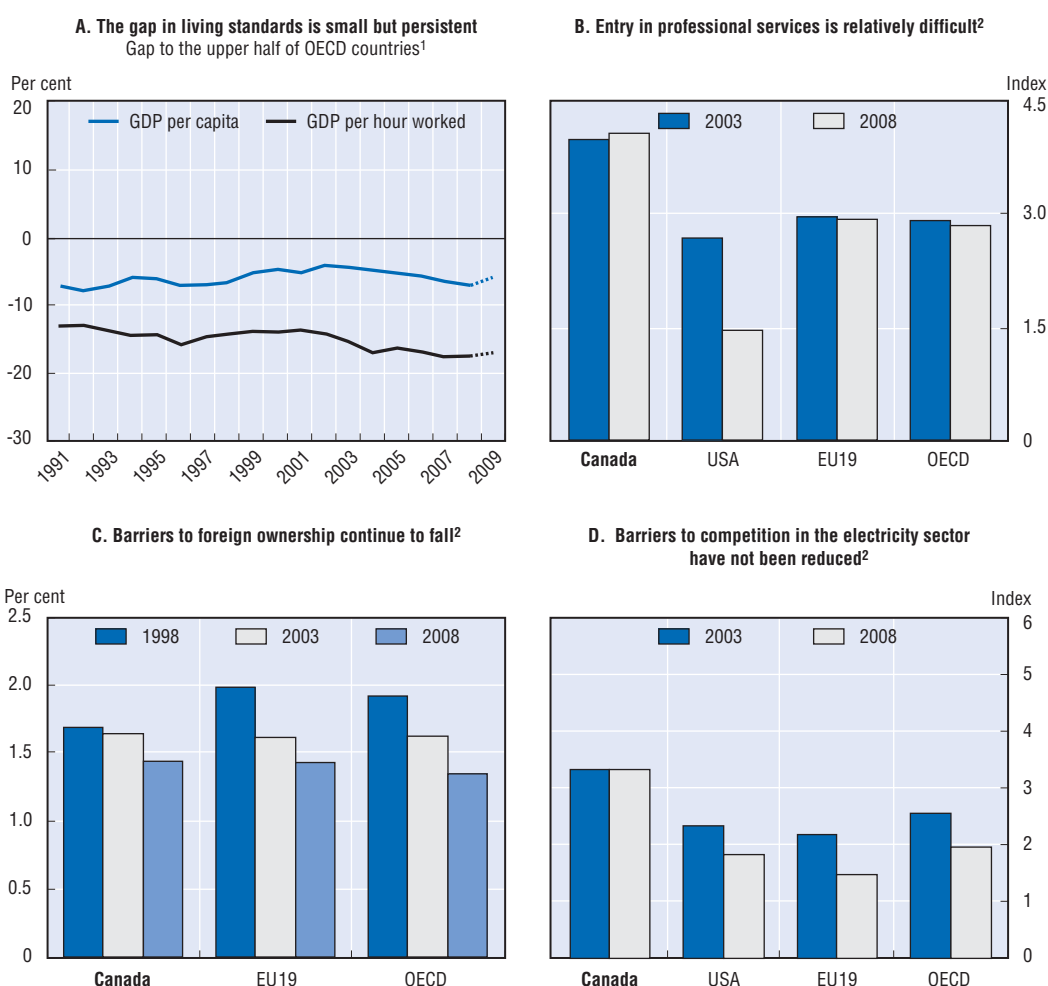 A. The gap in living standards is small but persistent
Gap to the upper half of OECD countries¹
Per cent
20
10
0
-10
-20
-30
GDP per capita
GDP per hour worked
1991
1993
1995
1997
1999
2001
2003
2005
2007
2009
B. Entry in professional services is relatively difficult²
Index
4.5
3.0
1.5
0
2003
2008
Canada
USA
EU19
OECD
C. Barriers to foreign ownership continue to fall²
Per cent
2.5
2.0
1.5
1.0
0.5
0
1998
2003
2008
Canada
EU19
OECD
D. Barriers to competition in the electricity sector
have not been reduced²
Index
6
5
4
3
2
1
0
2003
2008
Canada
USA
EU19
OECD